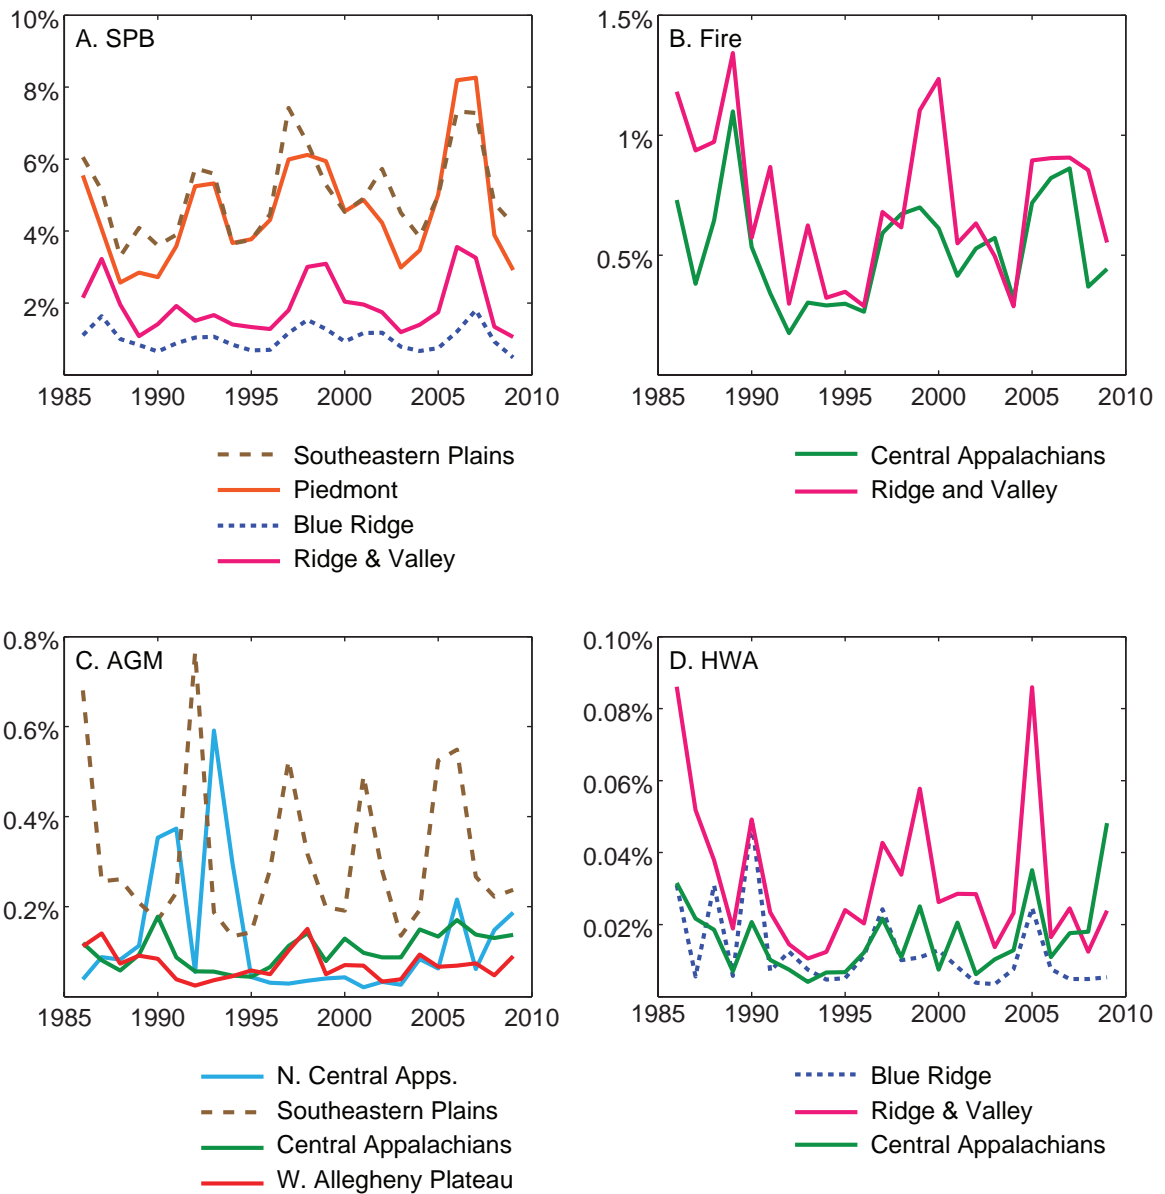 A. SPB
10%
8%
6%
4%
2%
1985 1990 1995 2000 2005 2010
Southeastern Plains
Piedmont
Blue Ridge
Ridge & Valley
B. Fire
1.5%
1%
0.5%
1985 1990 1995 2000 2005 2010
Central Appalachians
Ridge and Valley
C. AGM
0.8%
0.6%
0.4%
0.2%
1985 1990 1995 2000 2005 2010
N. Central Apps.
Southeastern Plains
Central Appalachians
W. Allegheny Plateau
D. HWA
0.10%
0.08%
0.06%
0.04%
0.02%
1985 1990 1995 2000 2005 2010
Blue Ridge
Ridge & Valley
Central Appalachians